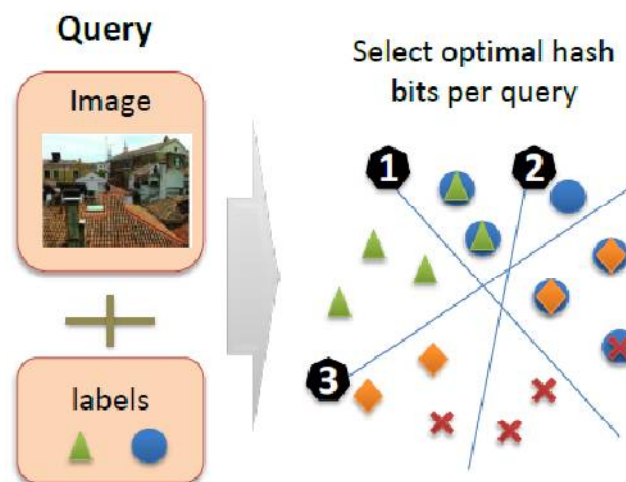 Query
Image
labels
Select optimal hash
bits per query
1
2
3